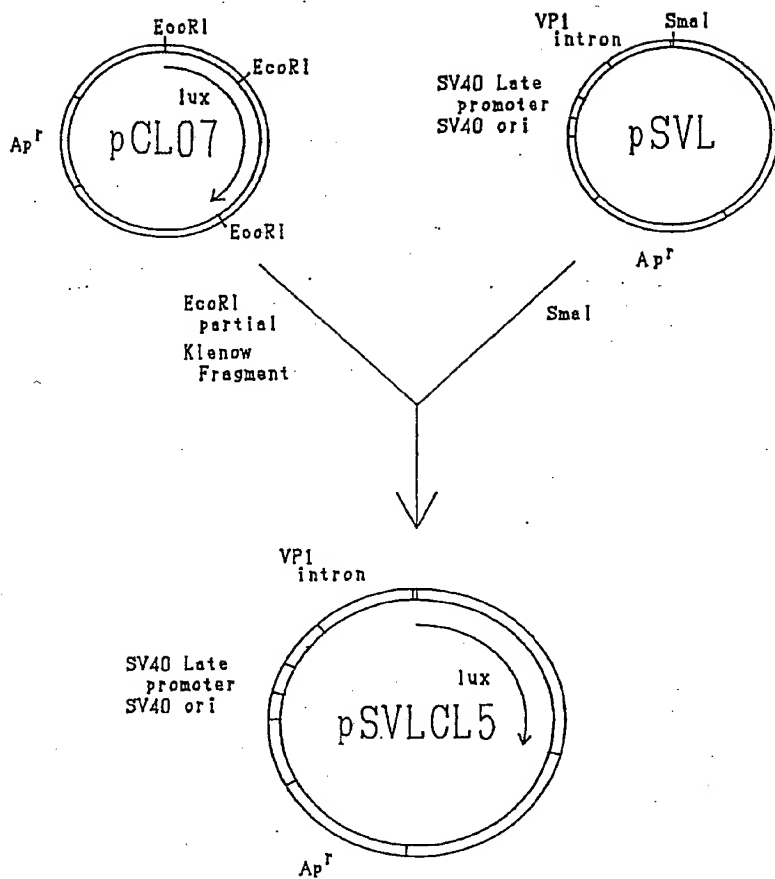 EcoRI
EcoRI
lux
pCL07
Ap^r
EcoRI
VP1
intron
SmaI
SV40 Late
promoter
SV40 ori
pSVL
Ap^r
EcoRI
partial
Klenow
Fragment
SmaI
VP1
intron
SV40 Late
promoter
SV40 ori
lux
pSVLCL5
Ap^r